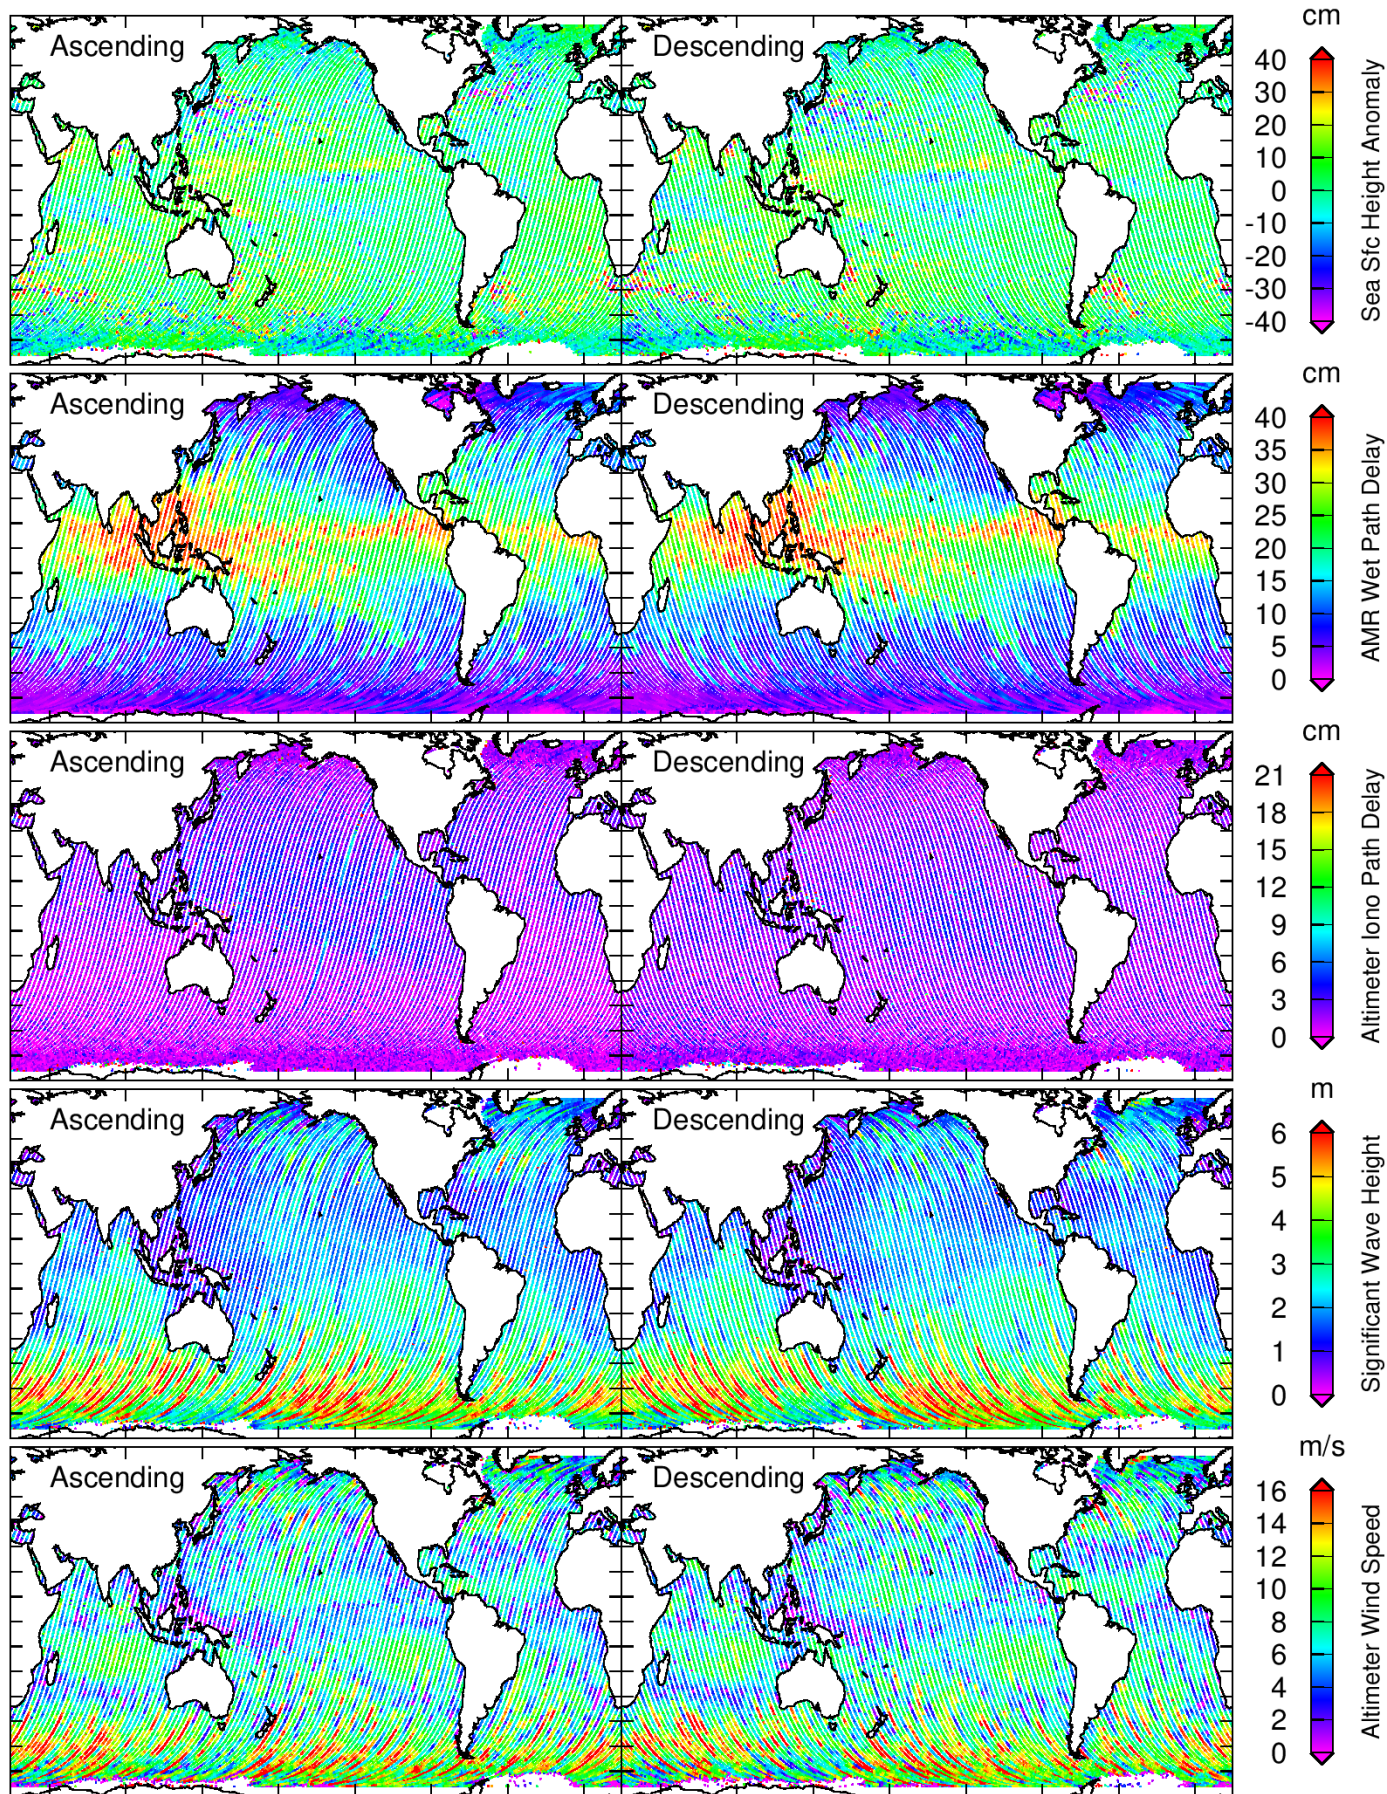 Ascending
Descending
cm
40
30
20
10
0
-10
-20
-30
-40
Sea Sfc Height Anomaly
Ascending
Descending
cm
40
35
30
25
20
15
10
5
0
AMR Wet Path Delay
Ascending
Descending
cm
21
18
15
12
9
6
3
0
Altimeter Iono Path Delay
Ascending
Descending
m
6
5
4
3
2
1
0
Significant Wave Height
Ascending
Descending
m/s
16
14
12
10
8
6
4
2
0
Altimeter Wind Speed